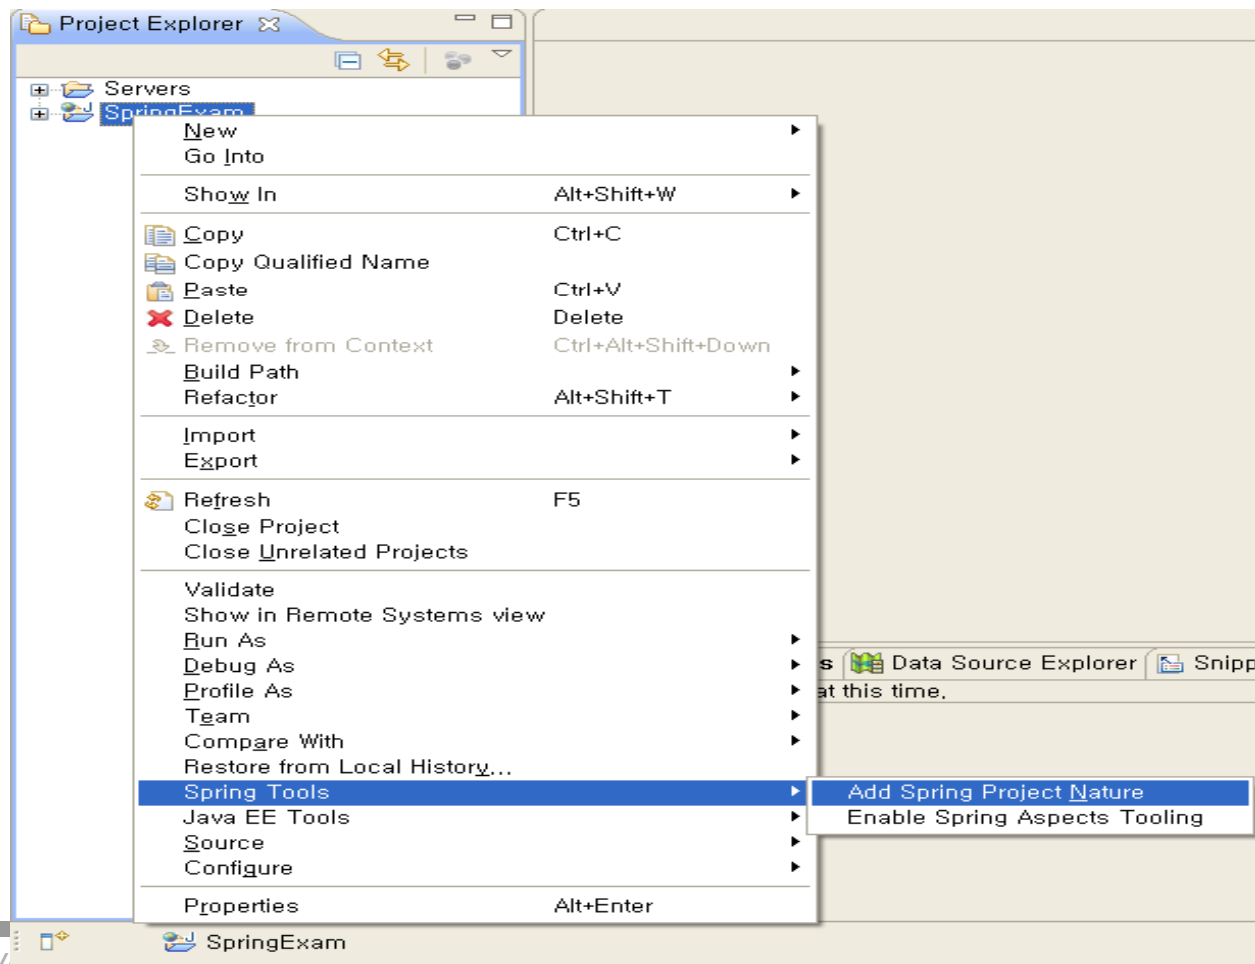 Project Explorer
Servers
SpringExam
New
Go Into
Show In Alt+Shift+W
Copy Ctrl+C
Copy Qualified Name
Paste Ctrl+V
Delete Delete
Remove from Context Ctrl+Alt+Shift+Down
Build Path
Refactor Alt+Shift+T
Import
Export
Refresh F5
Close Project
Close Unrelated Projects
Validate
Show in Remote Systems view
Run As
Debug As
s Data Source Explorer Snipp
Profile As
at this time.
Team
Compare With
Restore from Local History...
Spring Tools
Add Spring Project Nature
Java EE Tools
Enable Spring Aspects Tooling
Source
Configure
Properties Alt+Enter
SpringExam